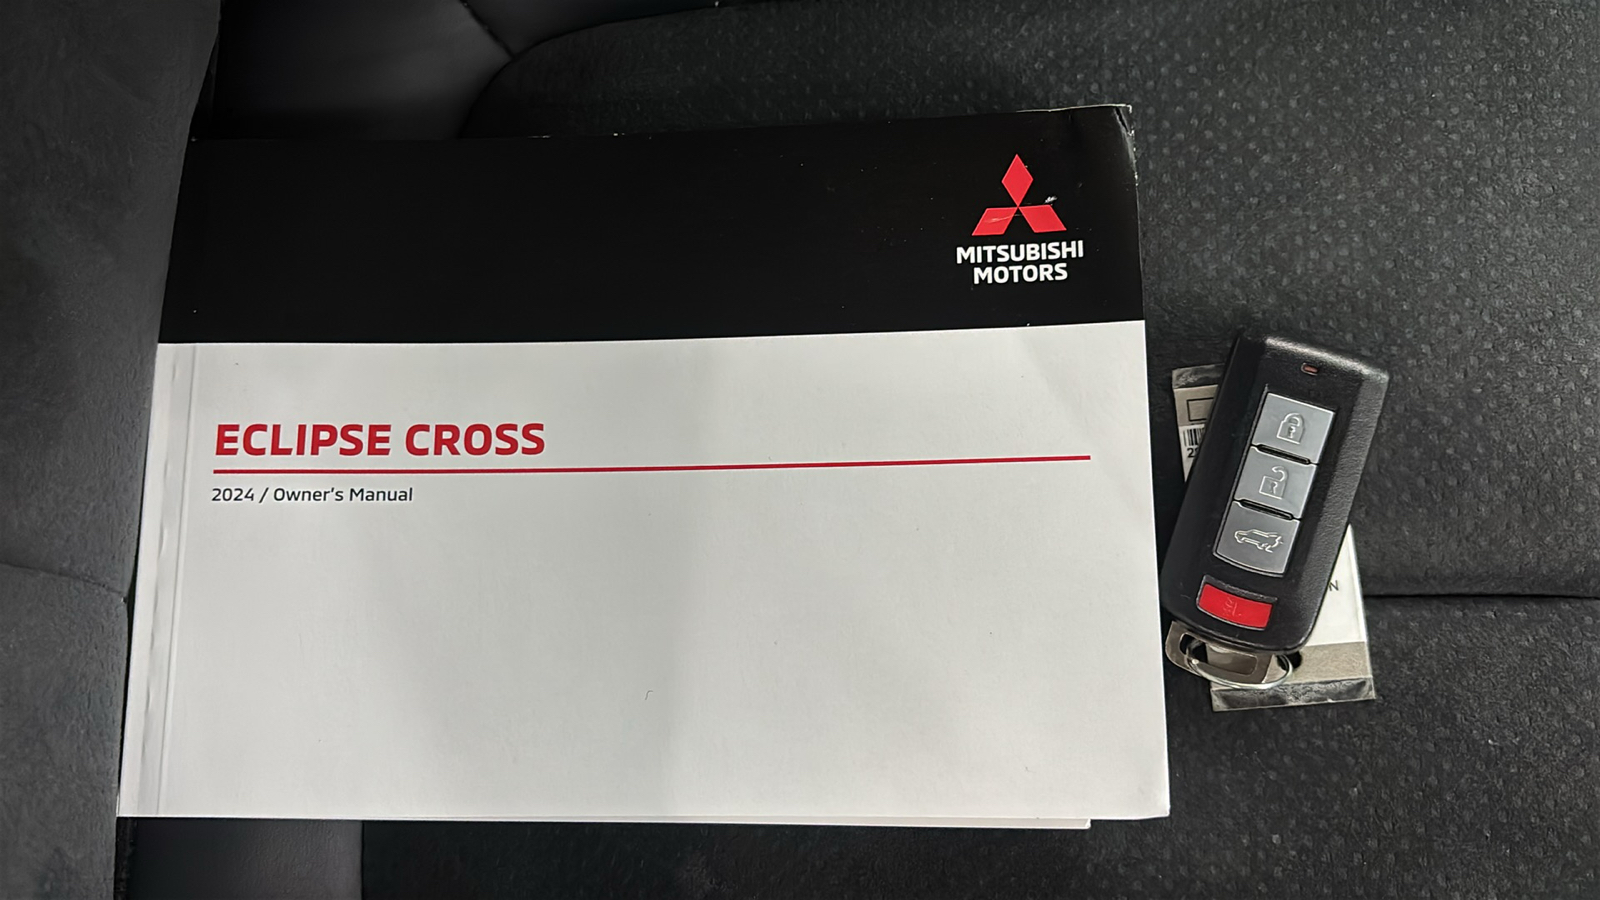 MITSUBISHI
MOTORS
ECLIPSE CROSS
2024 / Owner's Manual
N